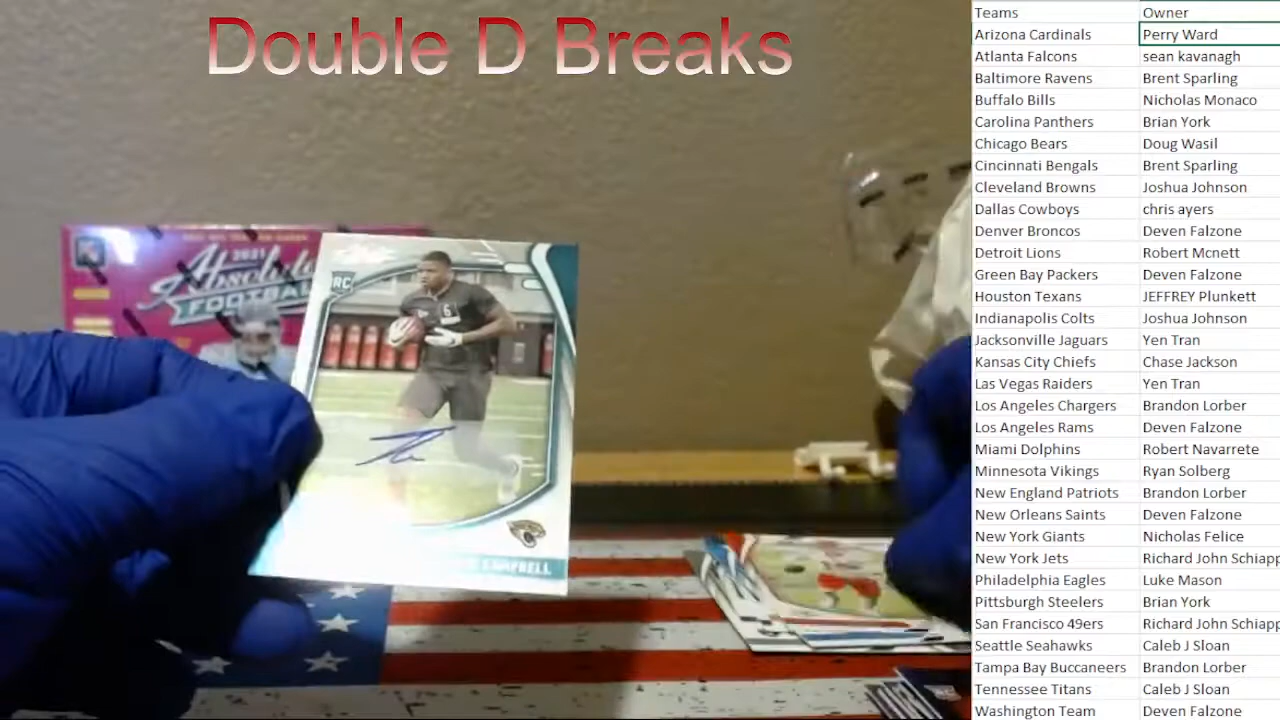 Double D Breaks
Teams Owner
Arizona Cardinals Perry Ward
Atlanta Falcons sean kavanagh
Baltimore Ravens Brent Sparling
Buffalo Bills Nicholas Monaco
Carolina Panthers Brian York
Chicago Bears Doug Wasil
Cincinnati Bengals Brent Sparling
Cleveland Browns Joshua Johnson
Dallas Cowboys chris ayers
Denver Broncos Deven Falzone
Detroit Lions Robert Mcnett
Green Bay Packers Deven Falzone
Houston Texans JEFFREY Plunkett
Indianapolis Colts Joshua Johnson
Jacksonville Jaguars Yen Tran
Kansas City Chiefs Chase Jackson
Las Vegas Raiders Yen Tran
Los Angeles Chargers Brandon Lorber
Los Angeles Rams Deven Falzone
Miami Dolphins Robert Navarrete
Minnesota Vikings Ryan Solberg
New England Patriots Brandon Lorber
New Orleans Saints Deven Falzone
New York Giants Nicholas Felice
New York Jets Richard John Schiapp
Philadelphia Eagles Luke Mason
Pittsburgh Steelers Brian York
San Francisco 49ers Richard John Schiapp
Seattle Seahawks Caleb J Sloan
Tampa Bay Buccaneers Brandon Lorber
Tennessee Titans Caleb J Sloan
Washington Team Deven Falzone
2021
Absolute
FOOTBALL
RC
6
CAMPBELL